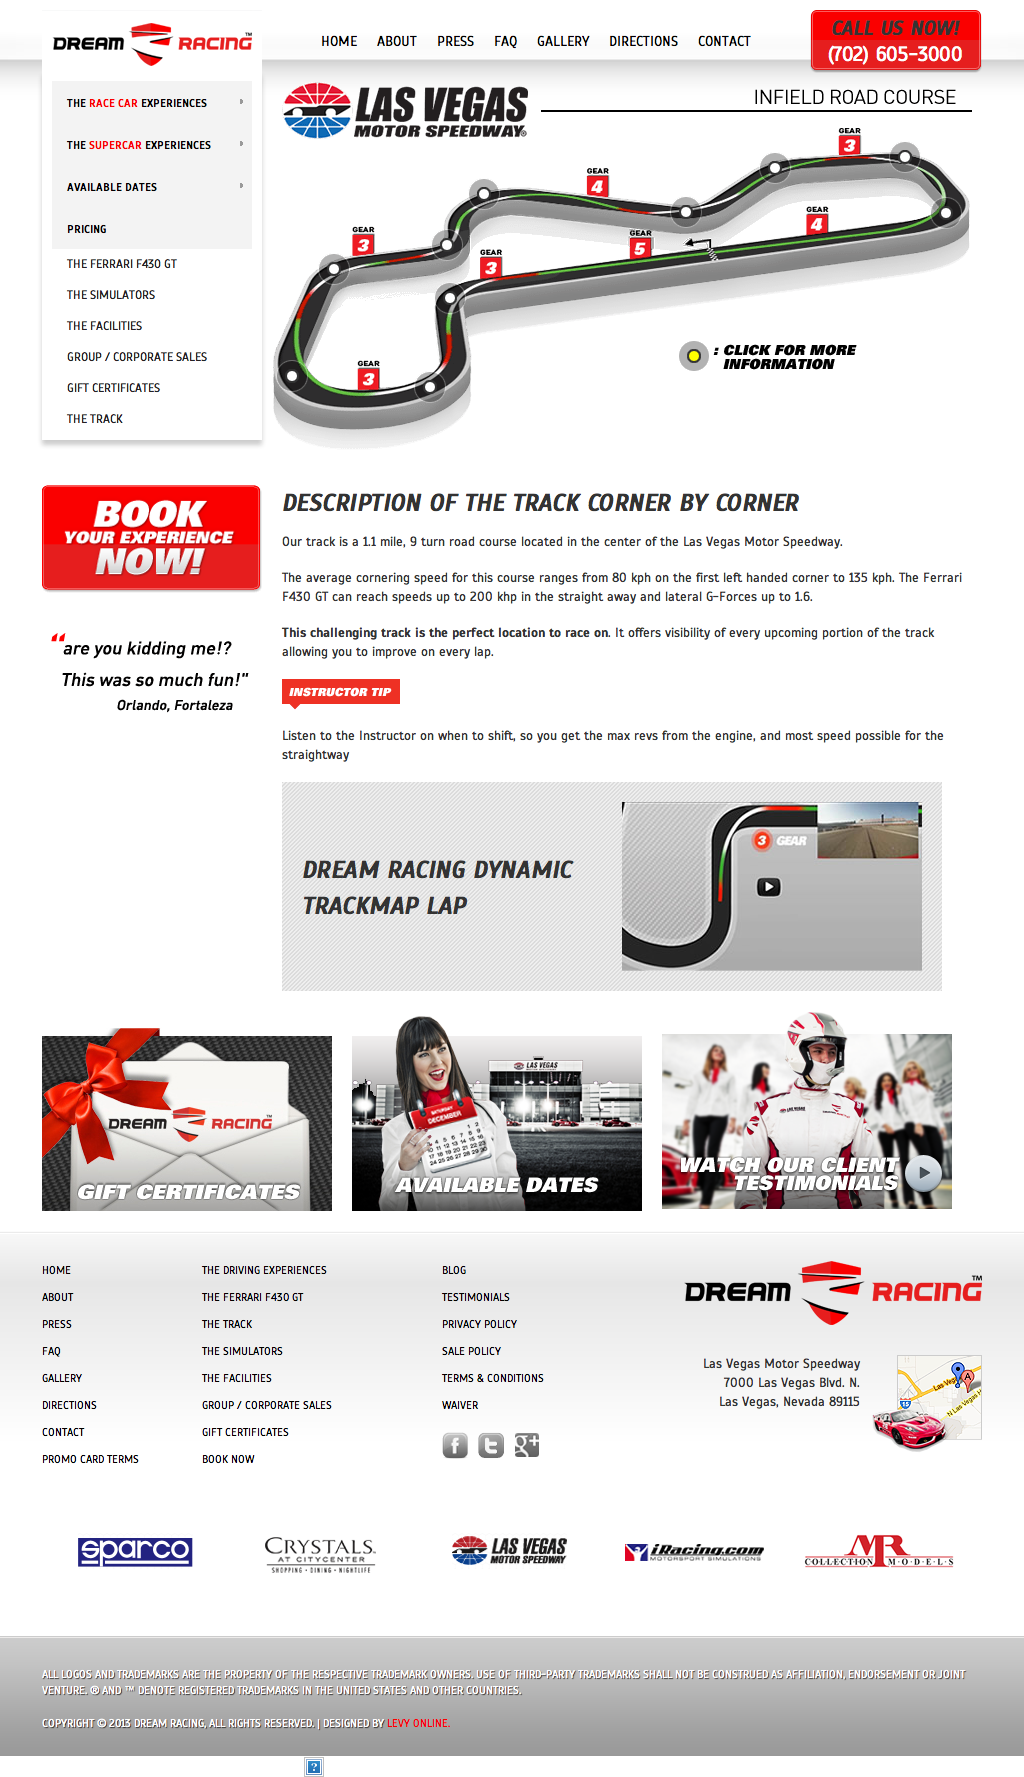 DREAM RACING™
HOME ABOUT PRESS FAQ GALLERY DIRECTIONS CONTACT
CALL US NOW!
(702) 605-3000
THE RACE CAR EXPERIENCES
THE SUPERCAR EXPERIENCES
AVAILABLE DATES
PRICING
THE FERRARI F430 GT
THE SIMULATORS
THE FACILITIES
GROUP / CORPORATE SALES
GIFT CERTIFICATES
THE TRACK
LAS VEGAS
MOTOR SPEEDWAY®
INFIELD ROAD COURSE
GEAR
3
GEAR
4
GEAR
4
GEAR
3
GEAR
5
GEAR
3
GEAR
3
: CLICK FOR MORE
INFORMATION
BOOK
YOUR EXPERIENCE
NOW!
“are you kidding me!?
This was so much fun!"
Orlando, Fortaleza
DESCRIPTION OF THE TRACK CORNER BY CORNER
Our track is a 1.1 mile, 9 turn road course located in the center of the Las Vegas Motor Speedway.
The average cornering speed for this course ranges from 80 kph on the first left handed corner to 135 kph. The Ferrari
F430 GT can reach speeds up to 200 khp in the straight away and lateral G-Forces up to 1.6.
This challenging track is the perfect location to race on. It offers visibility of every upcoming portion of the track
allowing you to improve on every lap.
INSTRUCTOR TIP
Listen to the Instructor on when to shift, so you get the max revs from the engine, and most speed possible for the
straightway
DREAM RACING DYNAMIC
TRACKMAP LAP
3 GEAR
DREAM RACING™
GIFT CERTIFICATES
LAS VEGAS
DECEMBER
AVAILABLE DATES
WATCH OUR CLIENT
TESTIMONIALS
HOME
ABOUT
PRESS
FAQ
GALLERY
DIRECTIONS
CONTACT
PROMO CARD TERMS
THE DRIVING EXPERIENCES
THE FERRARI F430 GT
THE TRACK
THE SIMULATORS
THE FACILITIES
GROUP / CORPORATE SALES
GIFT CERTIFICATES
BOOK NOW
BLOG
TESTIMONIALS
PRIVACY POLICY
SALE POLICY
TERMS & CONDITIONS
WAIVER
f t g+
DREAM RACING™
Las Vegas Motor Speedway
7000 Las Vegas Blvd. N.
Las Vegas, Nevada 89115
A
Las Veg
15
N Las Vegas
sparco
CRYSTALS
AT CITYCENTER
SHOPPING • DINING • NIGHTLIFE
LAS VEGAS
MOTOR SPEEDWAY
iRacing.com
MOTORSPORT SIMULATIONS
MR
COLLECTION MODELS
ALL LOGOS AND TRADEMARKS ARE THE PROPERTY OF THE RESPECTIVE TRADEMARK OWNERS. USE OF THIRD-PARTY TRADEMARKS SHALL NOT BE CONSTRUED AS AFFILIATION, ENDORSEMENT OR JOINT
VENTURE. ® AND ™ DENOTE REGISTERED TRADEMARKS IN THE UNITED STATES AND OTHER COUNTRIES.
COPYRIGHT © 2013 DREAM RACING, ALL RIGHTS RESERVED. | DESIGNED BY LEVY ONLINE.
?